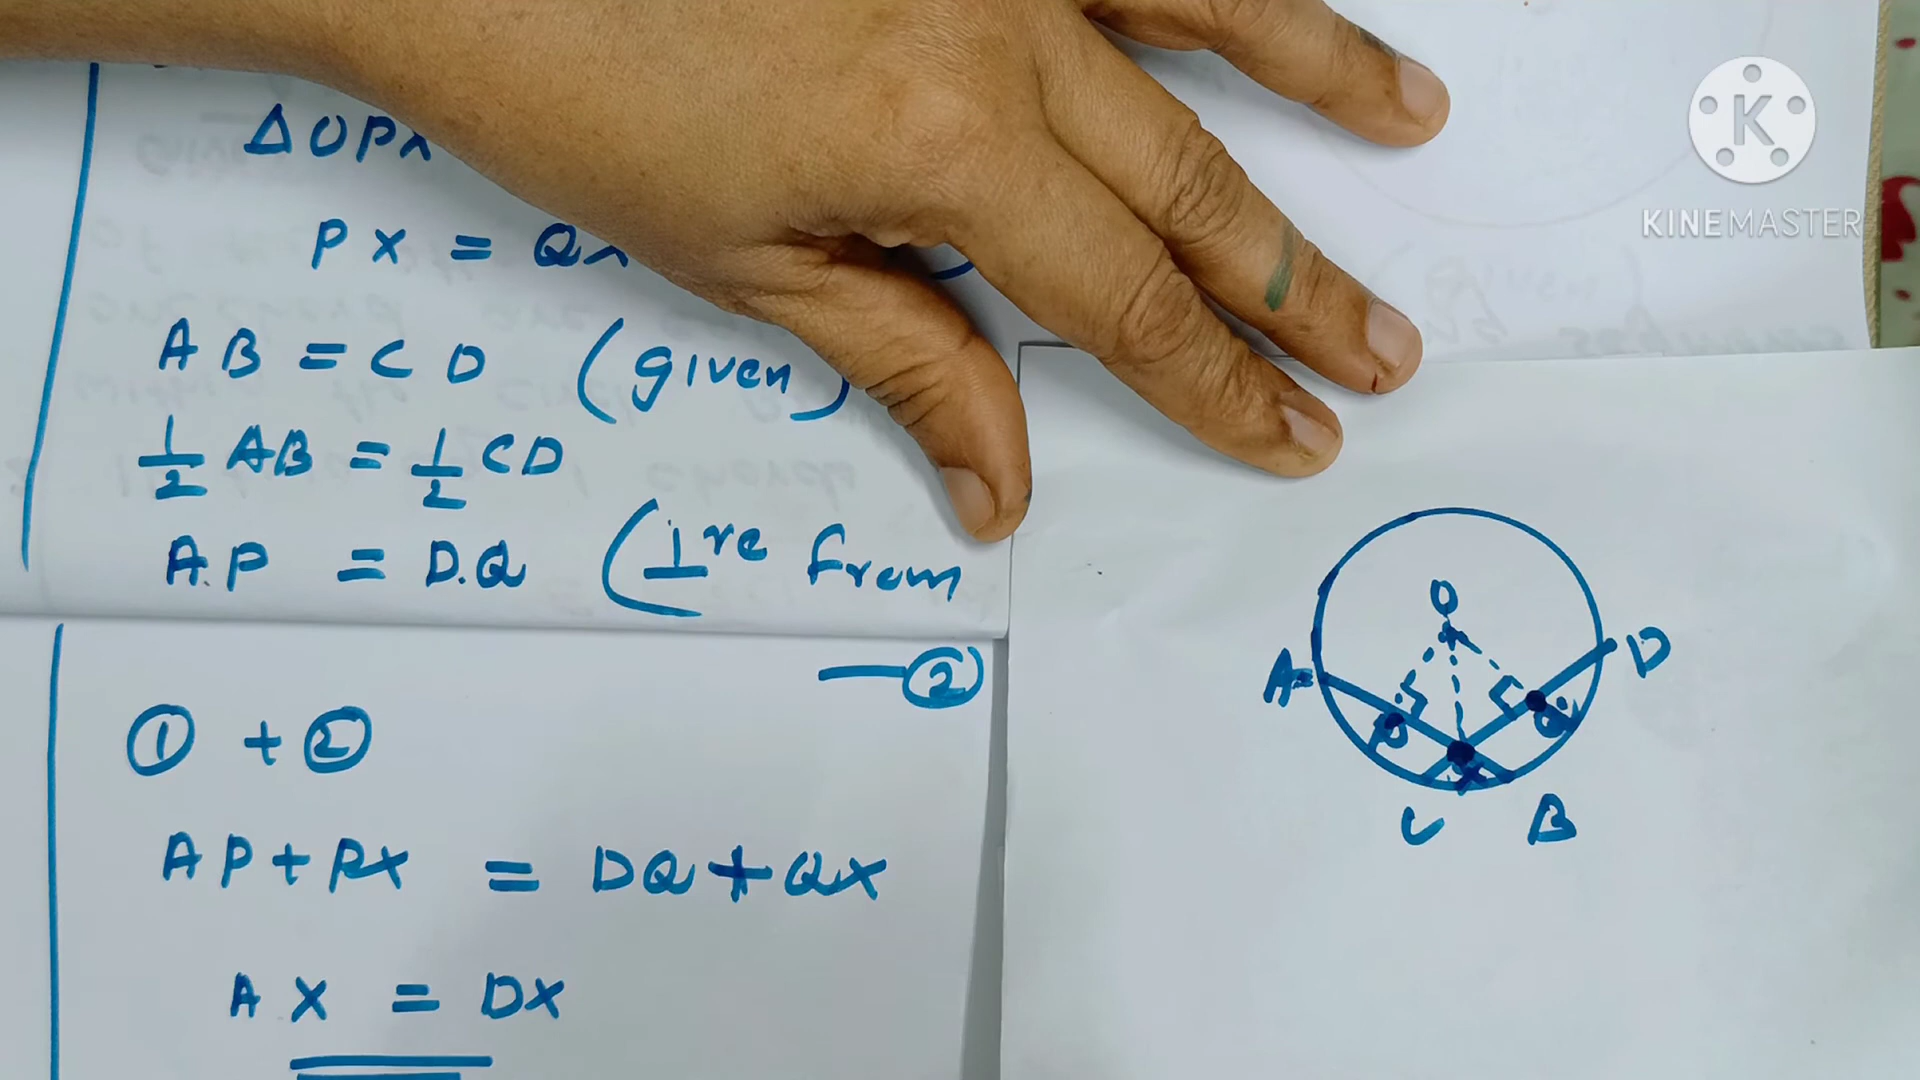 Δ OPX
PX = QX
AB = CD (given)
1/2 AB = 1/2 CD
A.P = D.Q (⊥re from
— ②
① + ②
AP + PX = DQ + QX
AX = DX
O
A
D
P
Q
X
C
B
K
KINEMASTER